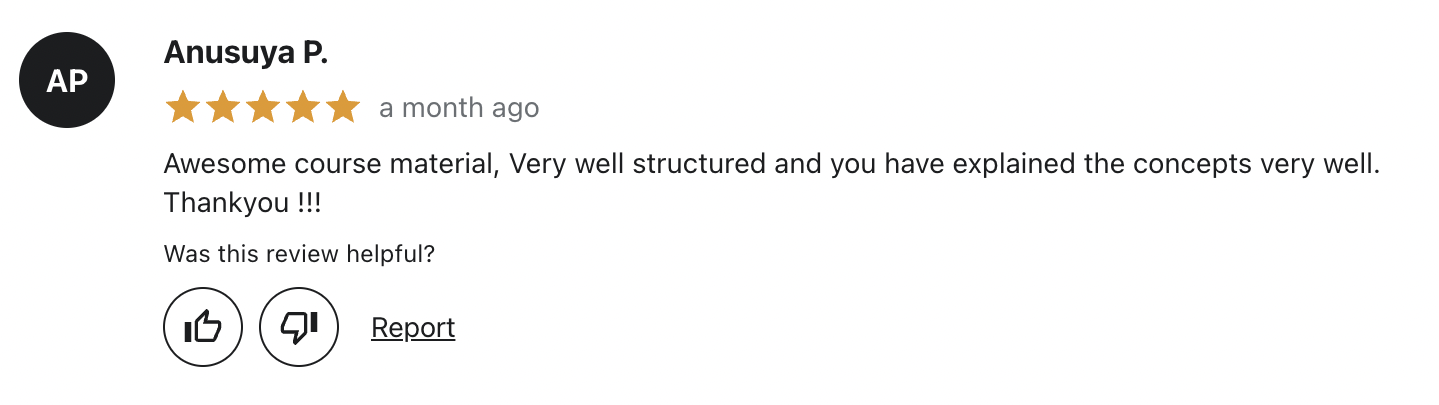 AP
Anusuya P.
a month ago
Awesome course material, Very well structured and you have explained the concepts very well.
Thankyou !!!
Was this review helpful?
Report